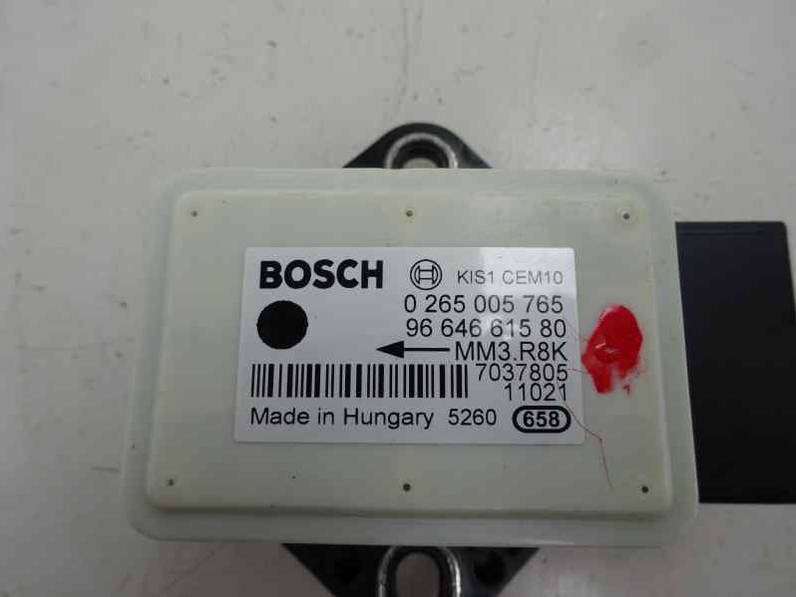 BOSCH KIS1 CEM10
0 265 005 765
96 646 615 80
MM3.R8K
7037805
11021
Made in Hungary 5260 658